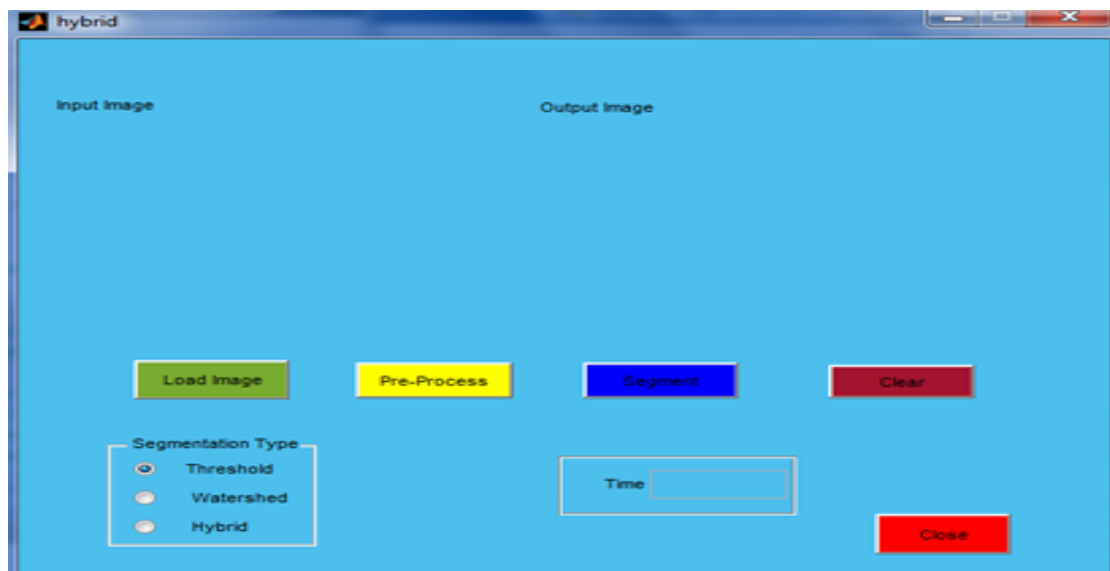 hybrid
Input Image
Output Image
Load Image
Pre-Process
Segment
Clear
Segmentation Type
Threshold
Watershed
Hybrid
Time
Close